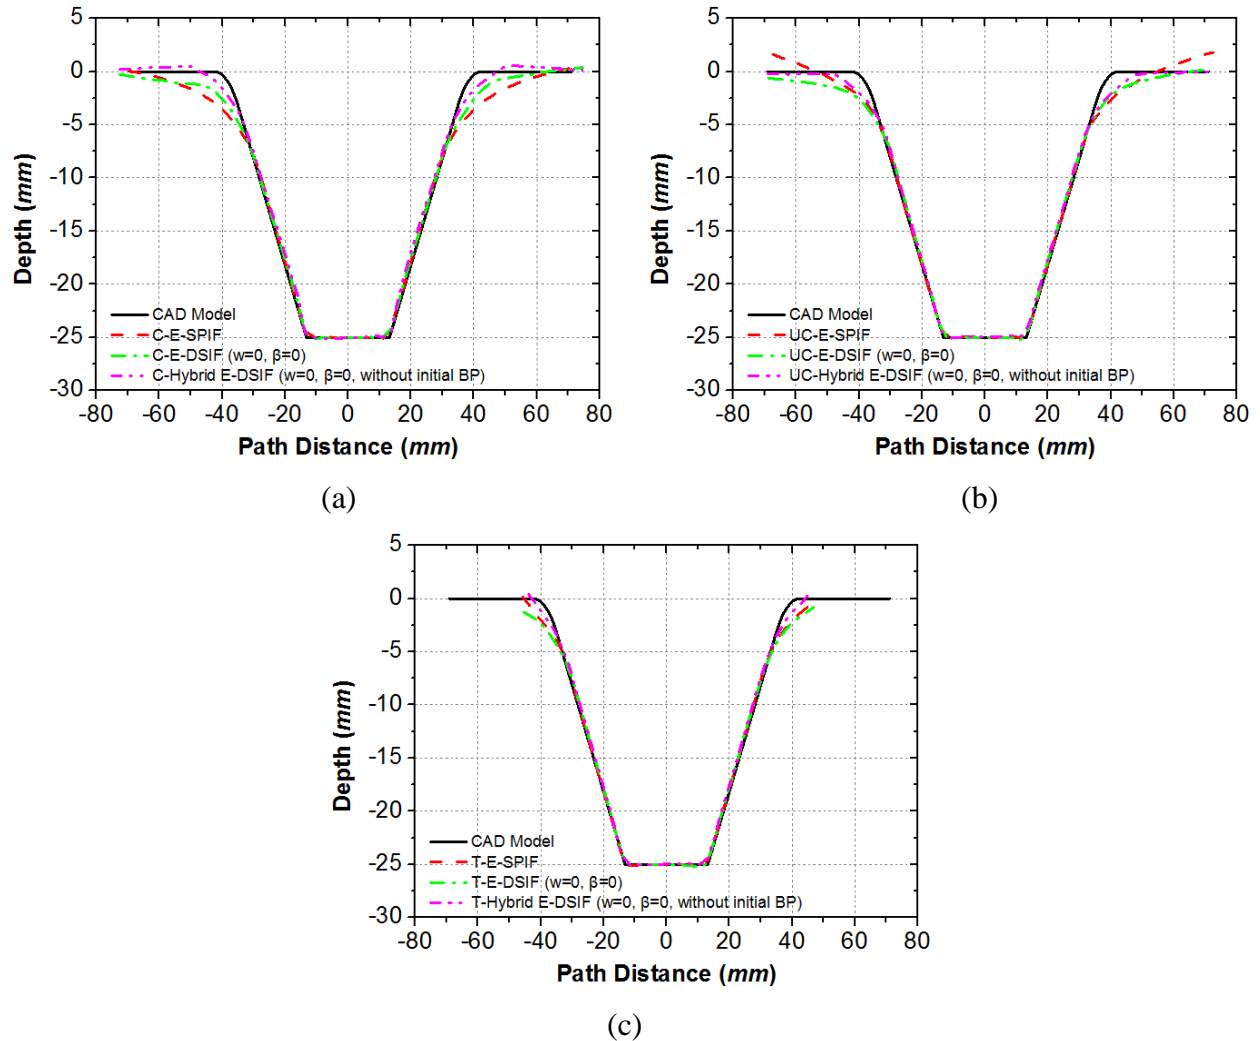 5
0
-5
-10
-15
-20
-25
-30
Depth (mm)
CAD Model
C-E-SPIF
C-E-DSIF (w=0, β=0)
C-Hybrid E-DSIF (w=0, β=0, without initial BP)
-80 -60 -40 -20 0 20 40 60 80
Path Distance (mm)
(a)
5
0
-5
-10
-15
-20
-25
-30
Depth (mm)
CAD Model
UC-E-SPIF
UC-E-DSIF (w=0, β=0)
UC-Hybrid E-DSIF (w=0, β=0, without initial BP)
-80 -60 -40 -20 0 20 40 60 80
Path Distance (mm)
(b)
5
0
-5
-10
-15
-20
-25
-30
Depth (mm)
CAD Model
T-E-SPIF
T-E-DSIF (w=0, β=0)
T-Hybrid E-DSIF (w=0, β=0, without initial BP)
-80 -60 -40 -20 0 20 40 60 80
Path Distance (mm)
(c)